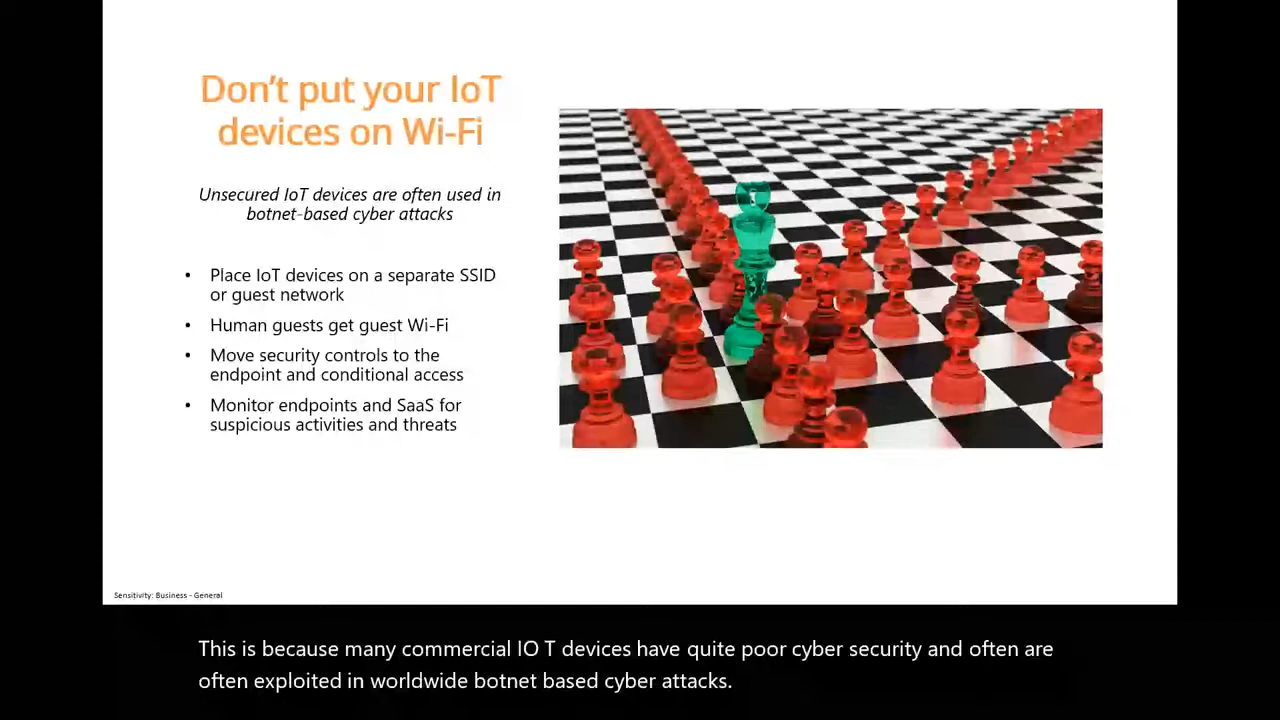 Don't put your IoT
devices on Wi-Fi
Unsecured IoT devices are often used in
botnet-based cyber attacks
• Place IoT devices on a separate SSID
or guest network
• Human guests get guest Wi-Fi
• Move security controls to the
endpoint and conditional access
• Monitor endpoints and SaaS for
suspicious activities and threats
Sensitivity: Business - General
This is because many commercial IO T devices have quite poor cyber security and often are
often exploited in worldwide botnet based cyber attacks.